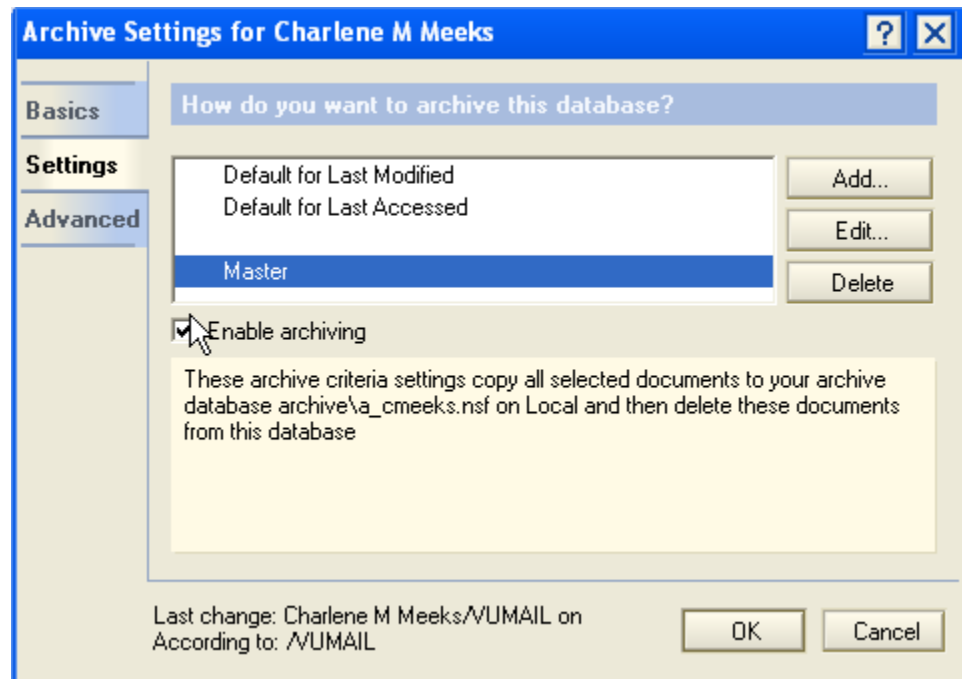 Archive Settings for Charlene M Meeks
Basics
Settings
Advanced
How do you want to archive this database?
Default for Last Modified
Default for Last Accessed
Master
Add...
Edit...
Delete
Enable archiving
These archive criteria settings copy all selected documents to your archive
database archive\a_cmeeks.nsf on Local and then delete these documents
from this database
Last change: Charlene M Meeks/VUMAIL on
According to: /VUMAIL
OK
Cancel